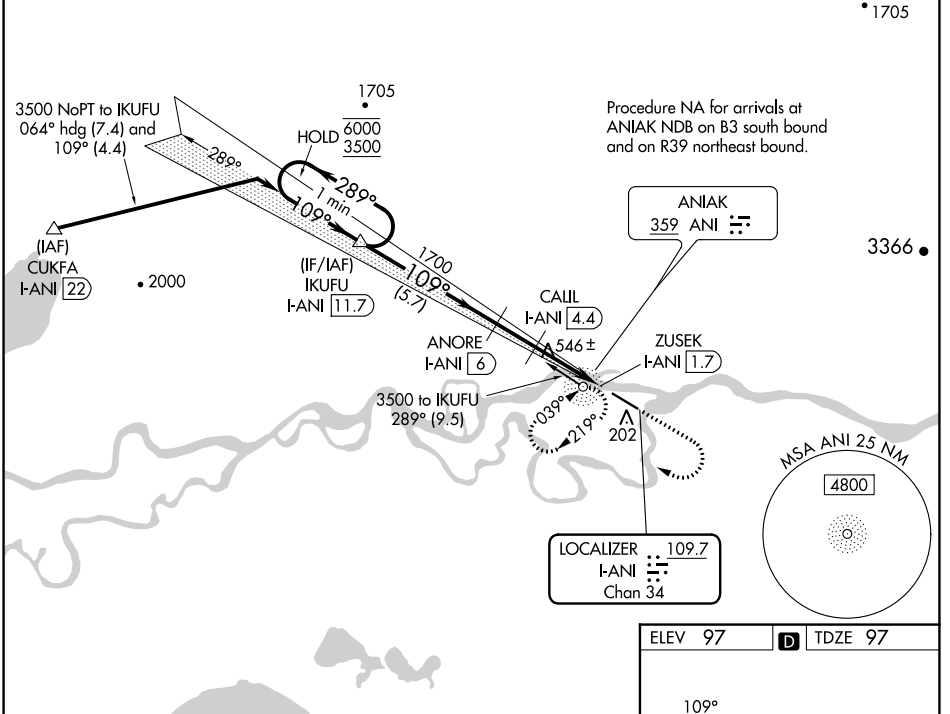 1705
3500 NoPT to IKUFU
064° hdg (7.4) and
109° (4.4)
1705
HOLD
6000
3500
Procedure NA for arrivals at
ANIAK NDB on B3 south bound
and on R39 northeast bound.
289°
289°
1 min
109°
(IAF)
CUKFA
I-ANI 22
2000
(IF/IAF)
IKUFU
I-ANI 11.7
1700
109°
(5.7)
ANIAK
359 ANI
3366
CALIL
I-ANI 4.4
ANORE
I-ANI 6
546 ±
ZUSEK
I-ANI 1.7
3500 to IKUFU
289° (9.5)
039°
219°
202
MSA ANI 25 NM
4800
LOCALIZER 109.7
I-ANI
Chan 34
ELEV 97 D TDZE 97
109°